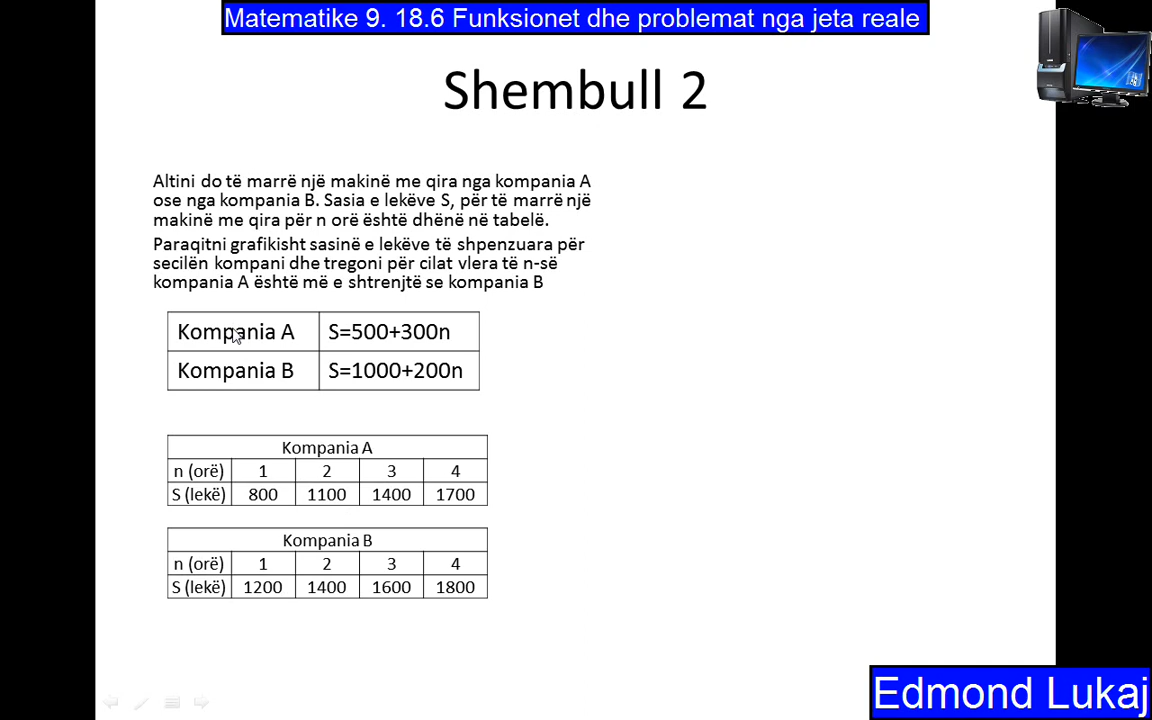 Matematike 9. 18.6 Funksionet dhe problemat nga jeta reale
Shembull 2
Altini do të marrë një makinë me qira nga kompania A
ose nga kompania B. Sasia e lekëve S, për të marrë një
makinë me qira për n orë është dhënë në tabelë.
Paraqitni grafikisht sasinë e lekëve të shpenzuara për
secilën kompani dhe tregoni për cilat vlera të n-së
kompania A është më e shtrenjtë se kompania B
Kompania A S=500+300n
Kompania B S=1000+200n
Kompania A
n (orë) 1 2 3 4
S (lekë) 800 1100 1400 1700
Kompania B
n (orë) 1 2 3 4
S (lekë) 1200 1400 1600 1800
Edmond Lukaj